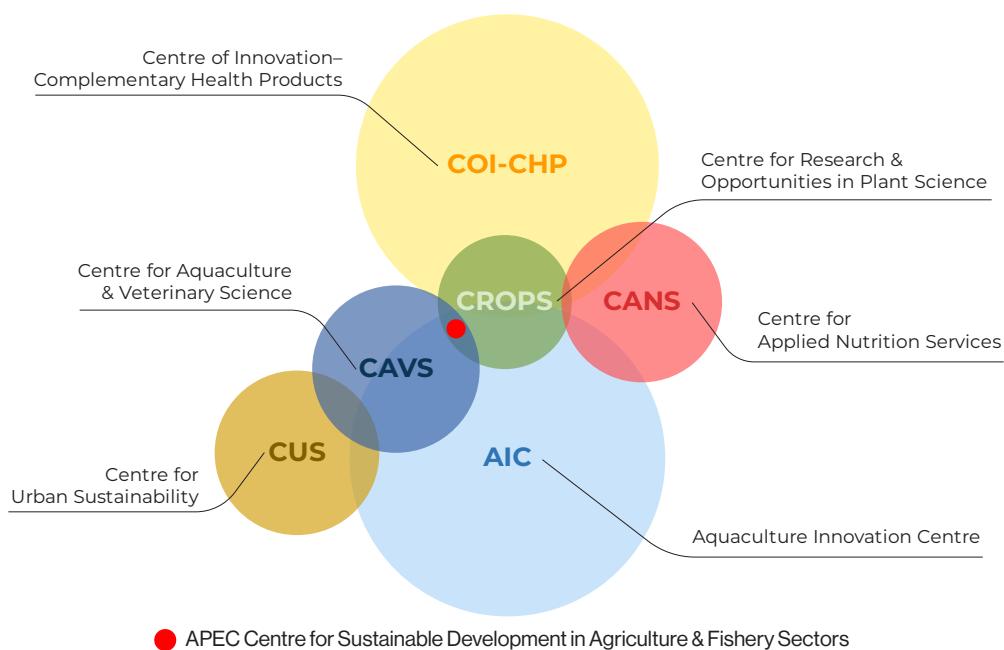 Centre of Innovation–
Complementary Health Products
COI-CHP
Centre for Research &
Opportunities in Plant Science
Centre for Aquaculture
& Veterinary Science
CROPS
CANS
Centre for
Applied Nutrition Services
CAVS
CUS
AIC
Centre for
Urban Sustainability
Aquaculture Innovation Centre
APEC Centre for Sustainable Development in Agriculture & Fishery Sectors